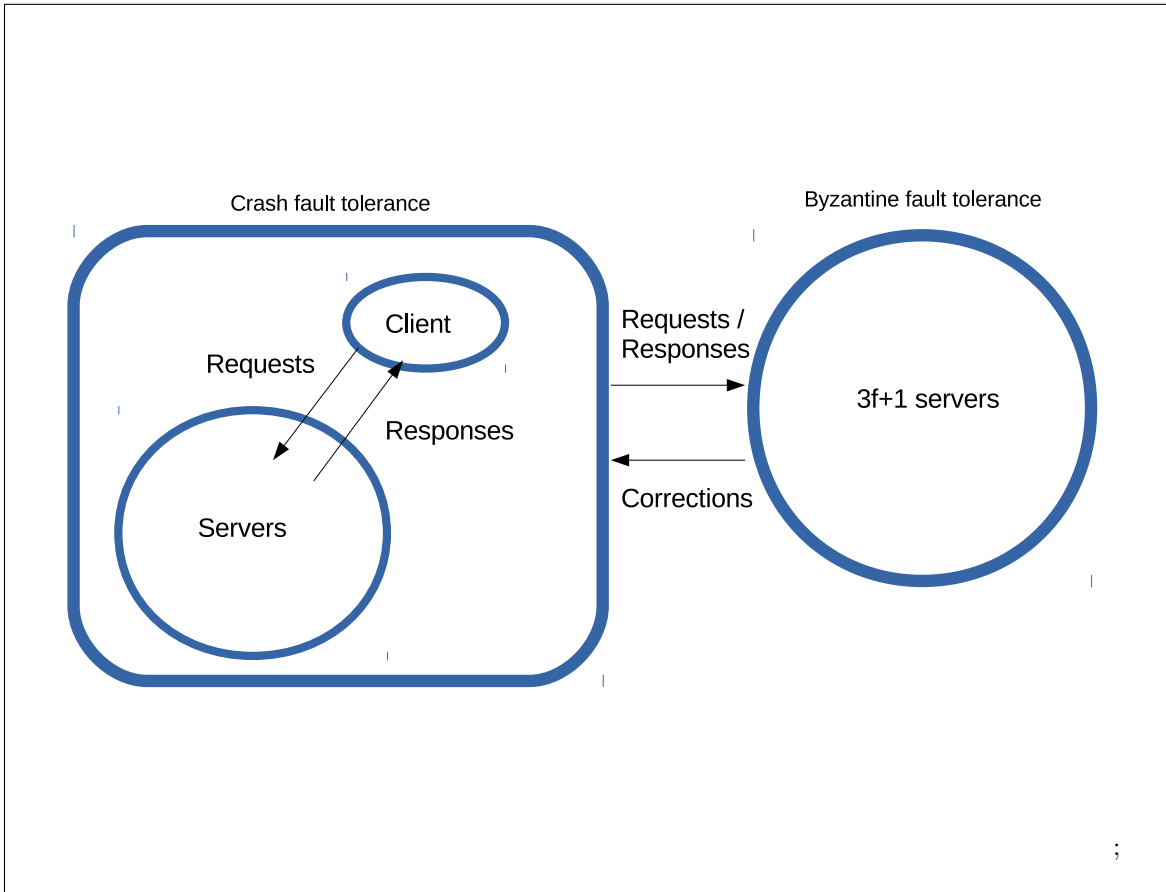 Crash fault tolerance
Byzantine fault tolerance
Client
Requests
Responses
Servers
Requests /
Responses
Corrections
3f+1 servers
;